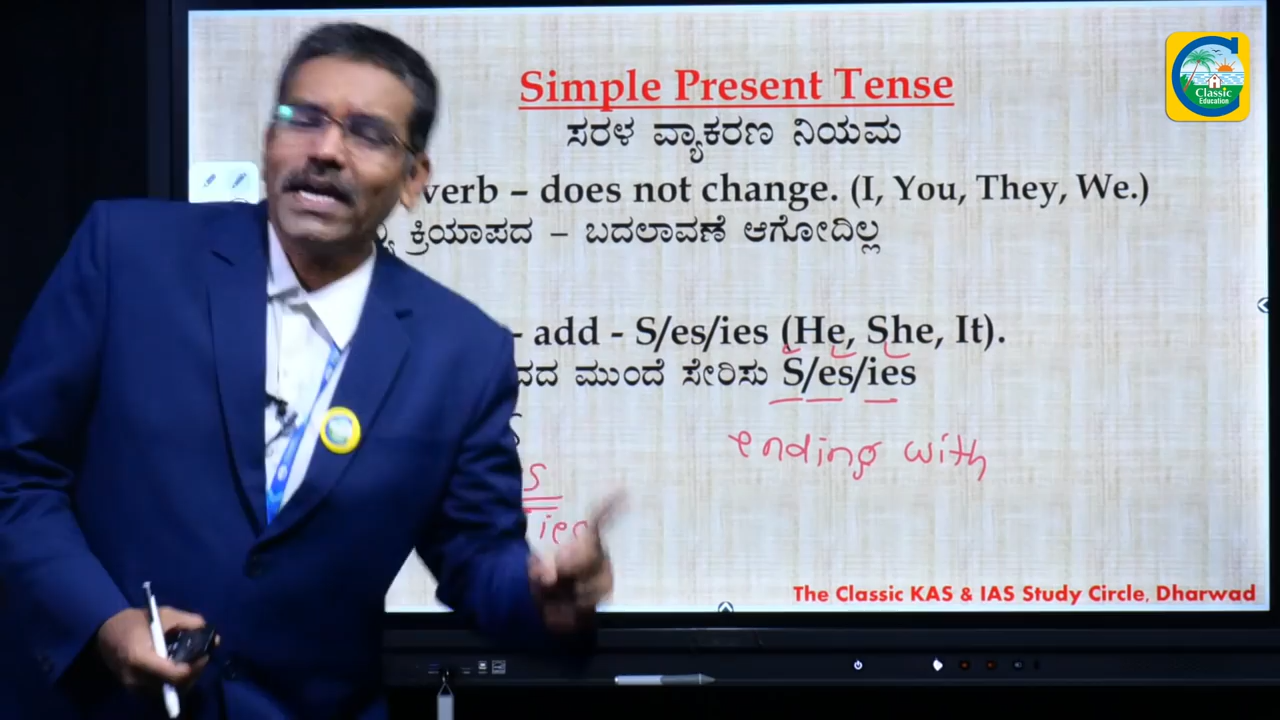 Classic
Education
Simple Present Tense
ಸರಳ ವ್ಯಾಕರಣ ನಿಯಮ
verb – does not change. (I, You, They, We.)
ಕ್ರಿಯಾಪದ – ಬದಲಾವಣೆ ಆಗೋದಿಲ್ಲ
- add - S/es/ies (He, She, It).
ಮುಂದೆ ಸೇರಿಸು S/es/ies
ending with
s
ies
The Classic KAS & IAS Study Circle, Dharwad